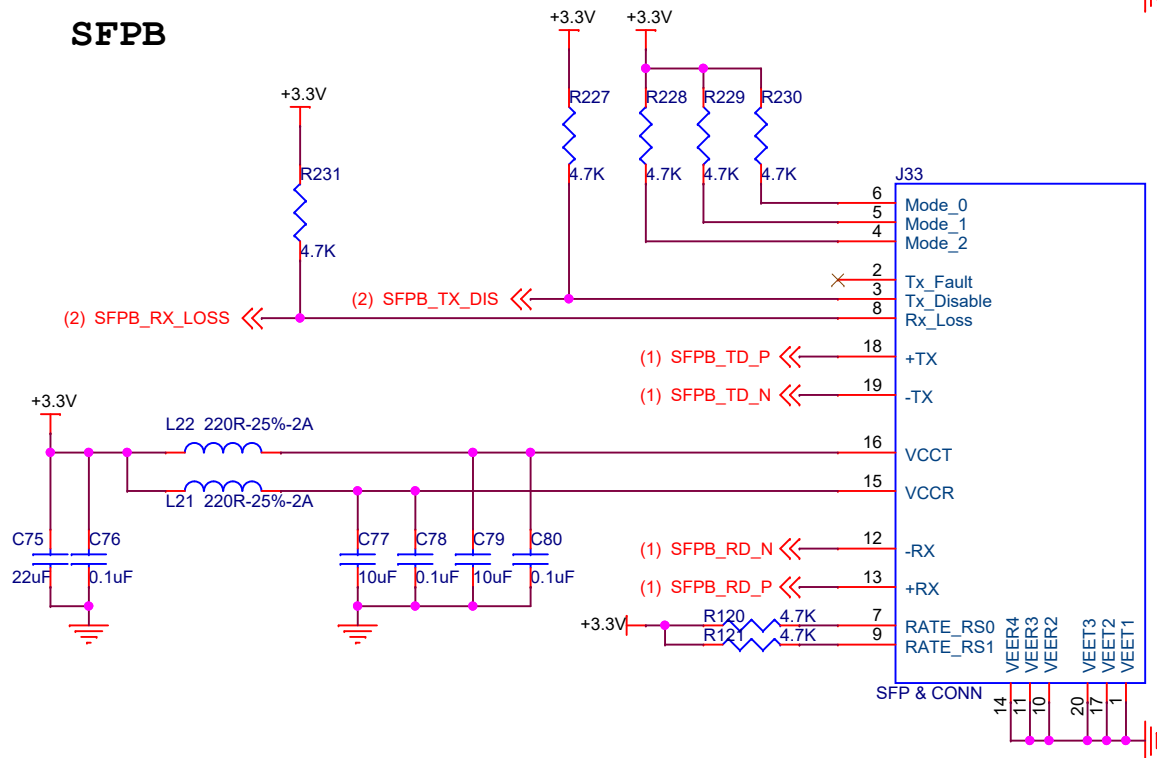 SFPB
+3.3V +3.3V
+3.3V
R227 R228 R229 R230
4.7K 4.7K 4.7K 4.7K
R231
4.7K
J33
6 Mode_0
5 Mode_1
4 Mode_2
2 Tx_Fault
(2) SFPB_TX_DIS 3 Tx_Disable
(2) SFPB_RX_LOSS 8 Rx_Loss
(1) SFPB_TD_P 18 +TX
(1) SFPB_TD_N 19 -TX
+3.3V
L22 220R-25%-2A
16 VCCT
15 VCCR
L21 220R-25%-2A
C75 C76 C77 C78 C79 C80
22uF 0.1uF 10uF 0.1uF 10uF 0.1uF
(1) SFPB_RD_N 12 -RX
(1) SFPB_RD_P 13 +RX
+3.3V
R120 4.7K 7 RATE_RS0
R121 4.7K 9 RATE_RS1
VEER4 VEER3 VEER2 VEET3 VEET2 VEET1
SFP & CONN
14 11 10 20 17 1